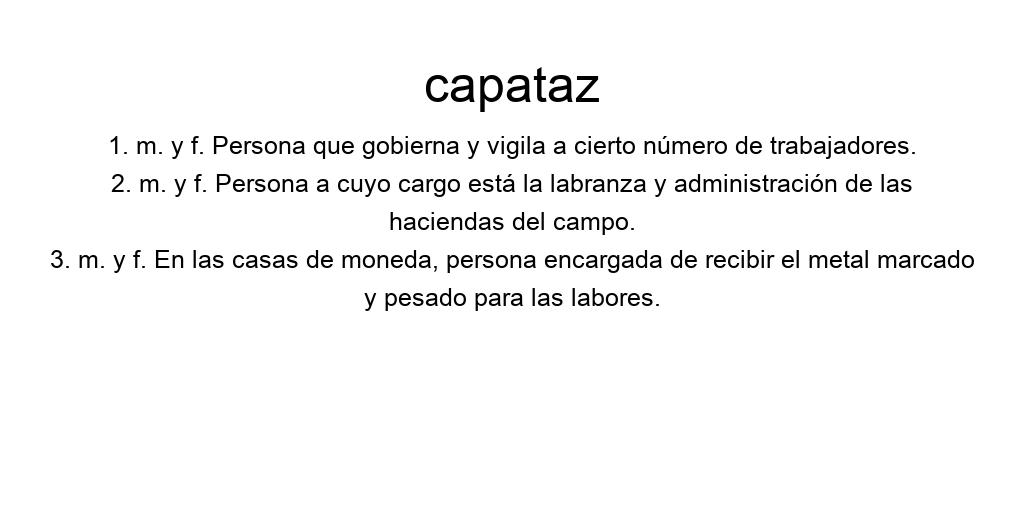 capataz
1. m. y f. Persona que gobierna y vigila a cierto número de trabajadores.
2. m. y f. Persona a cuyo cargo está la labranza y administración de las
haciendas del campo.
3. m. y f. En las casas de moneda, persona encargada de recibir el metal marcado
y pesado para las labores.